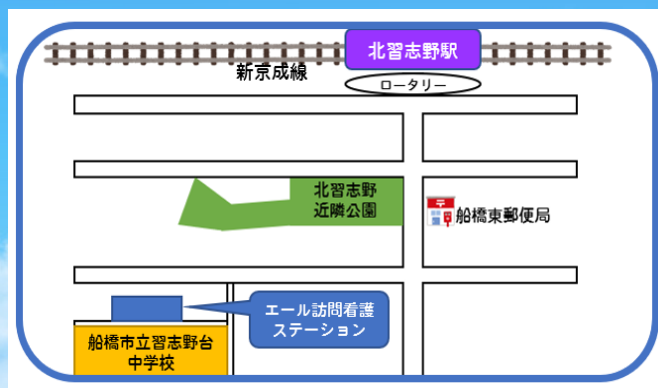 北習志野駅
新京成線
ロータリー
北習志野
近隣公園
〒
船橋東郵便局
エール訪問看護
ステーション
船橋市立習志野台
中学校